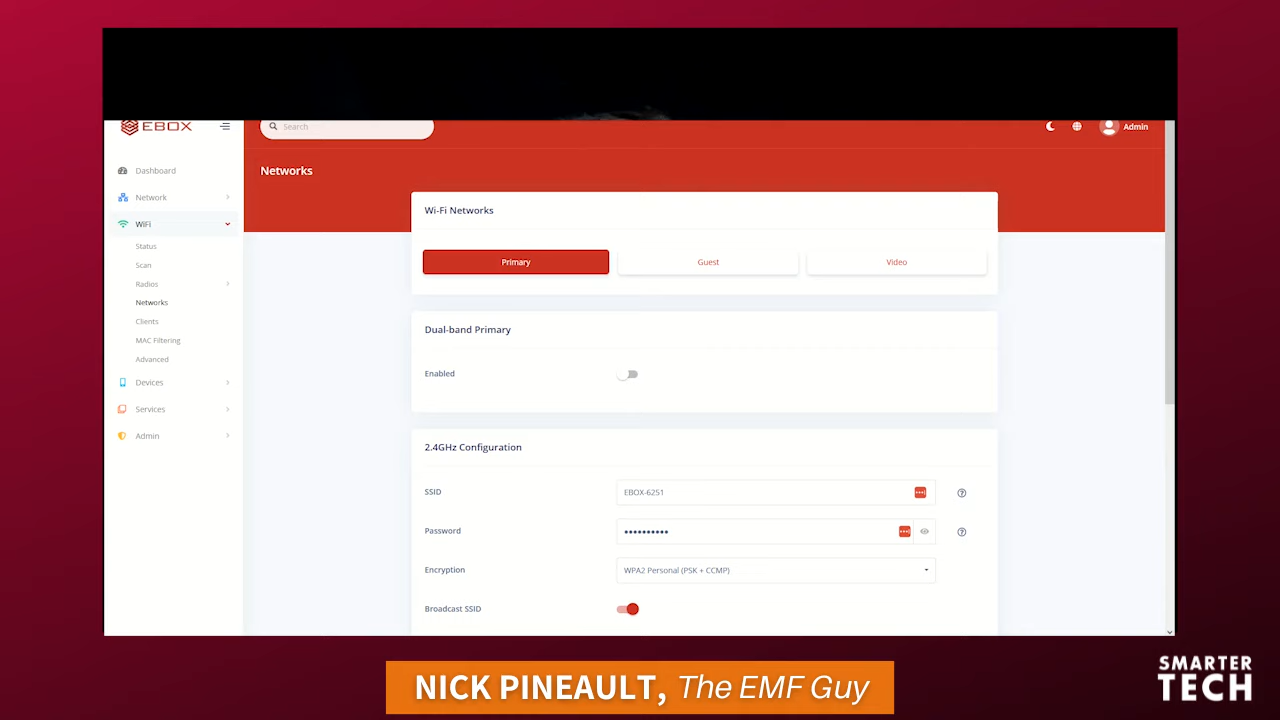 EBOX
Search
Admin
Dashboard
Network
WiFi
Status
Scan
Radios
Networks
Clients
MAC Filtering
Advanced
Devices
Services
Admin
Networks
Wi-Fi Networks
Primary
Guest
Video
Dual-band Primary
Enabled
2.4GHz Configuration
SSID
EBOX-6251
Password
••••••••••
Encryption
WPA2 Personal (PSK + CCMP)
Broadcast SSID
NICK PINEAULT, The EMF Guy
SMARTER
TECH